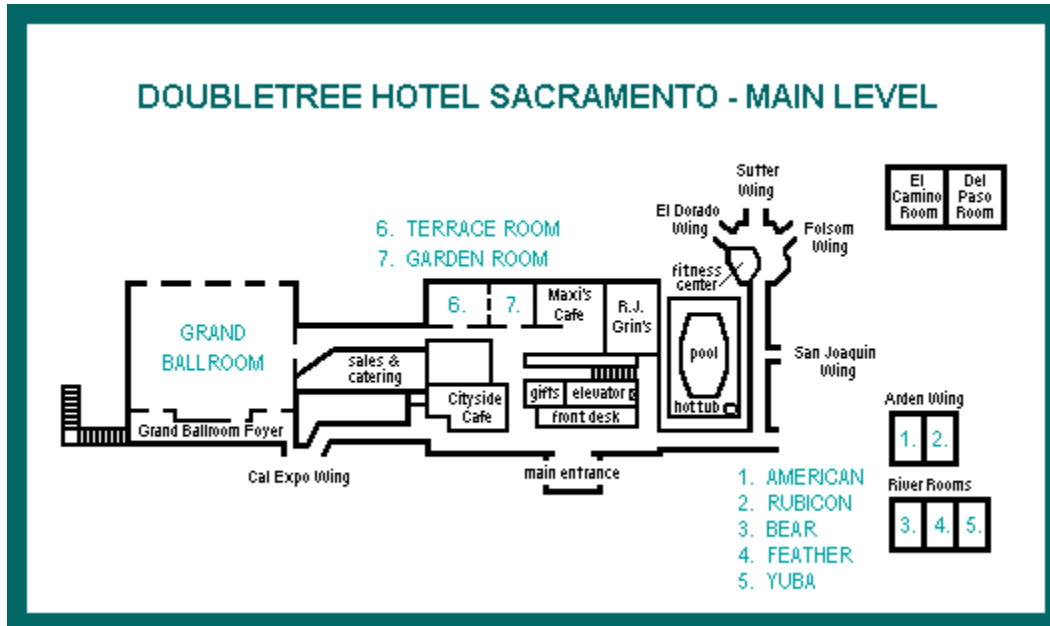 DOUBLETREE HOTEL SACRAMENTO - MAIN LEVEL
Sutter
Wing
El
Camino
Room
Del
Paso
Room
El Dorado
Wing
Folsom
Wing
6. TERRACE ROOM
7. GARDEN ROOM
fitness
center
6.
7.
Maxi's
Cafe
R.J.
Grin's
GRAND
BALLROOM
pool
San Joaquin
Wing
sales &
catering
gifts
elevator
Cityside
Cafe
hot tub
front desk
Arden Wing
1.
2.
Grand Ballroom Foyer
Cal Expo Wing
main entrance
1. AMERICAN
2. RUBICON
3. BEAR
4. FEATHER
5. YUBA
River Rooms
3.
4.
5.